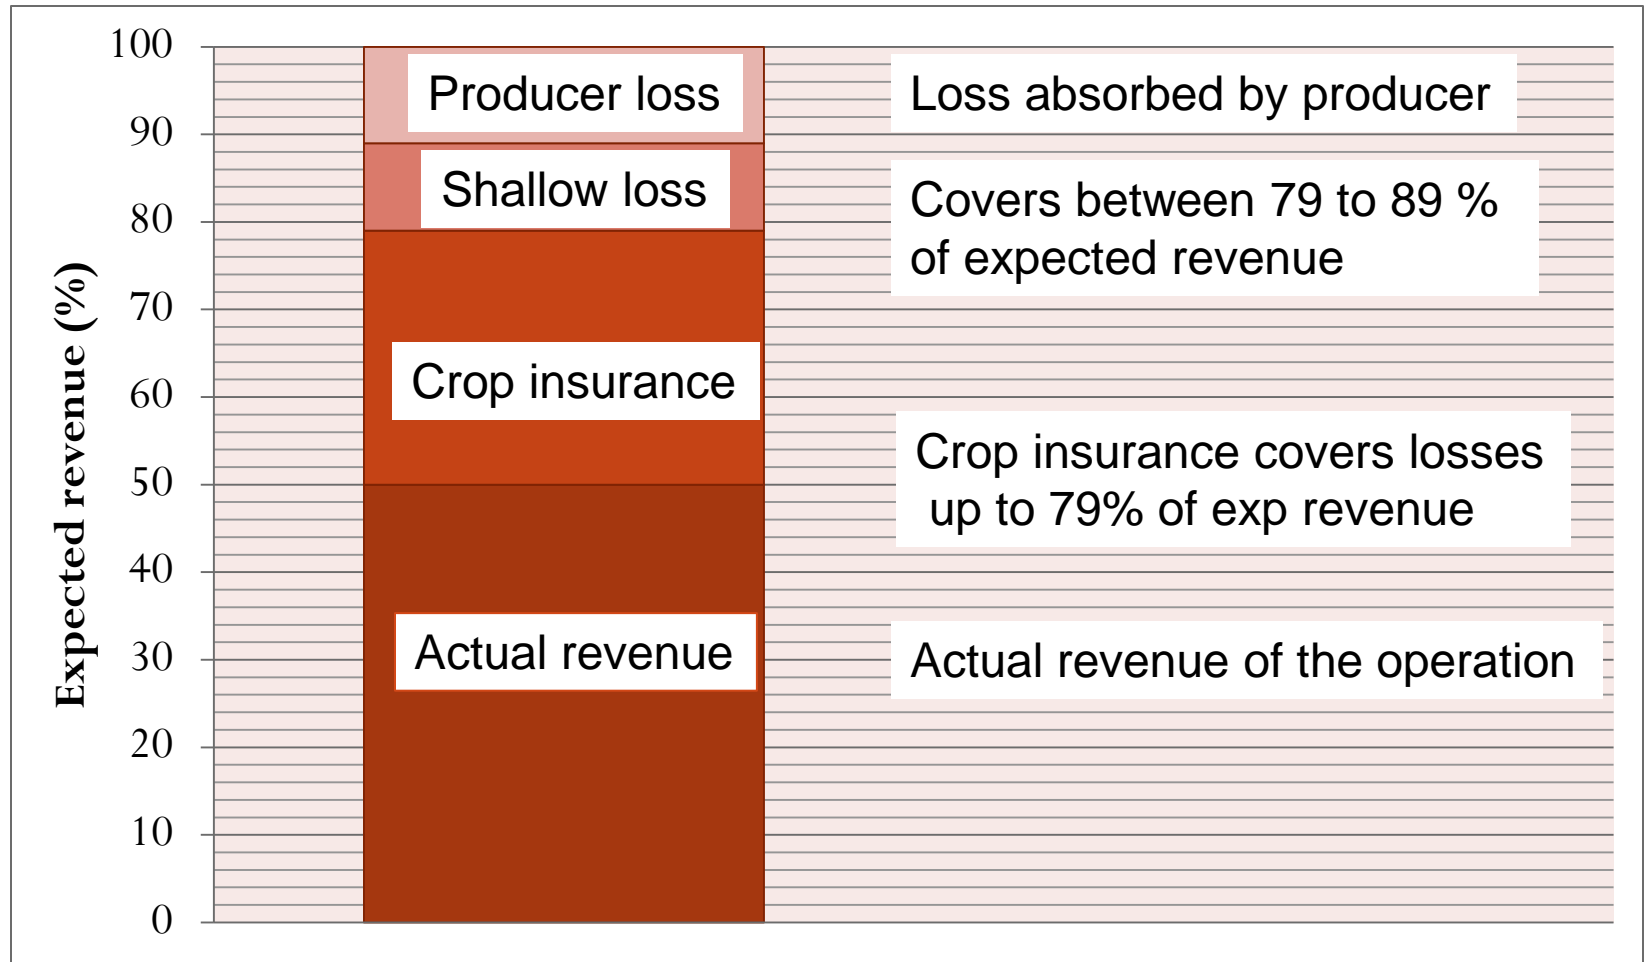 Expected revenue (%)
100
90
80
70
60
50
40
30
20
10
0
Producer loss
Shallow loss
Crop insurance
Actual revenue
Loss absorbed by producer
Covers between 79 to 89 %
of expected revenue
Crop insurance covers losses
up to 79% of exp revenue
Actual revenue of the operation